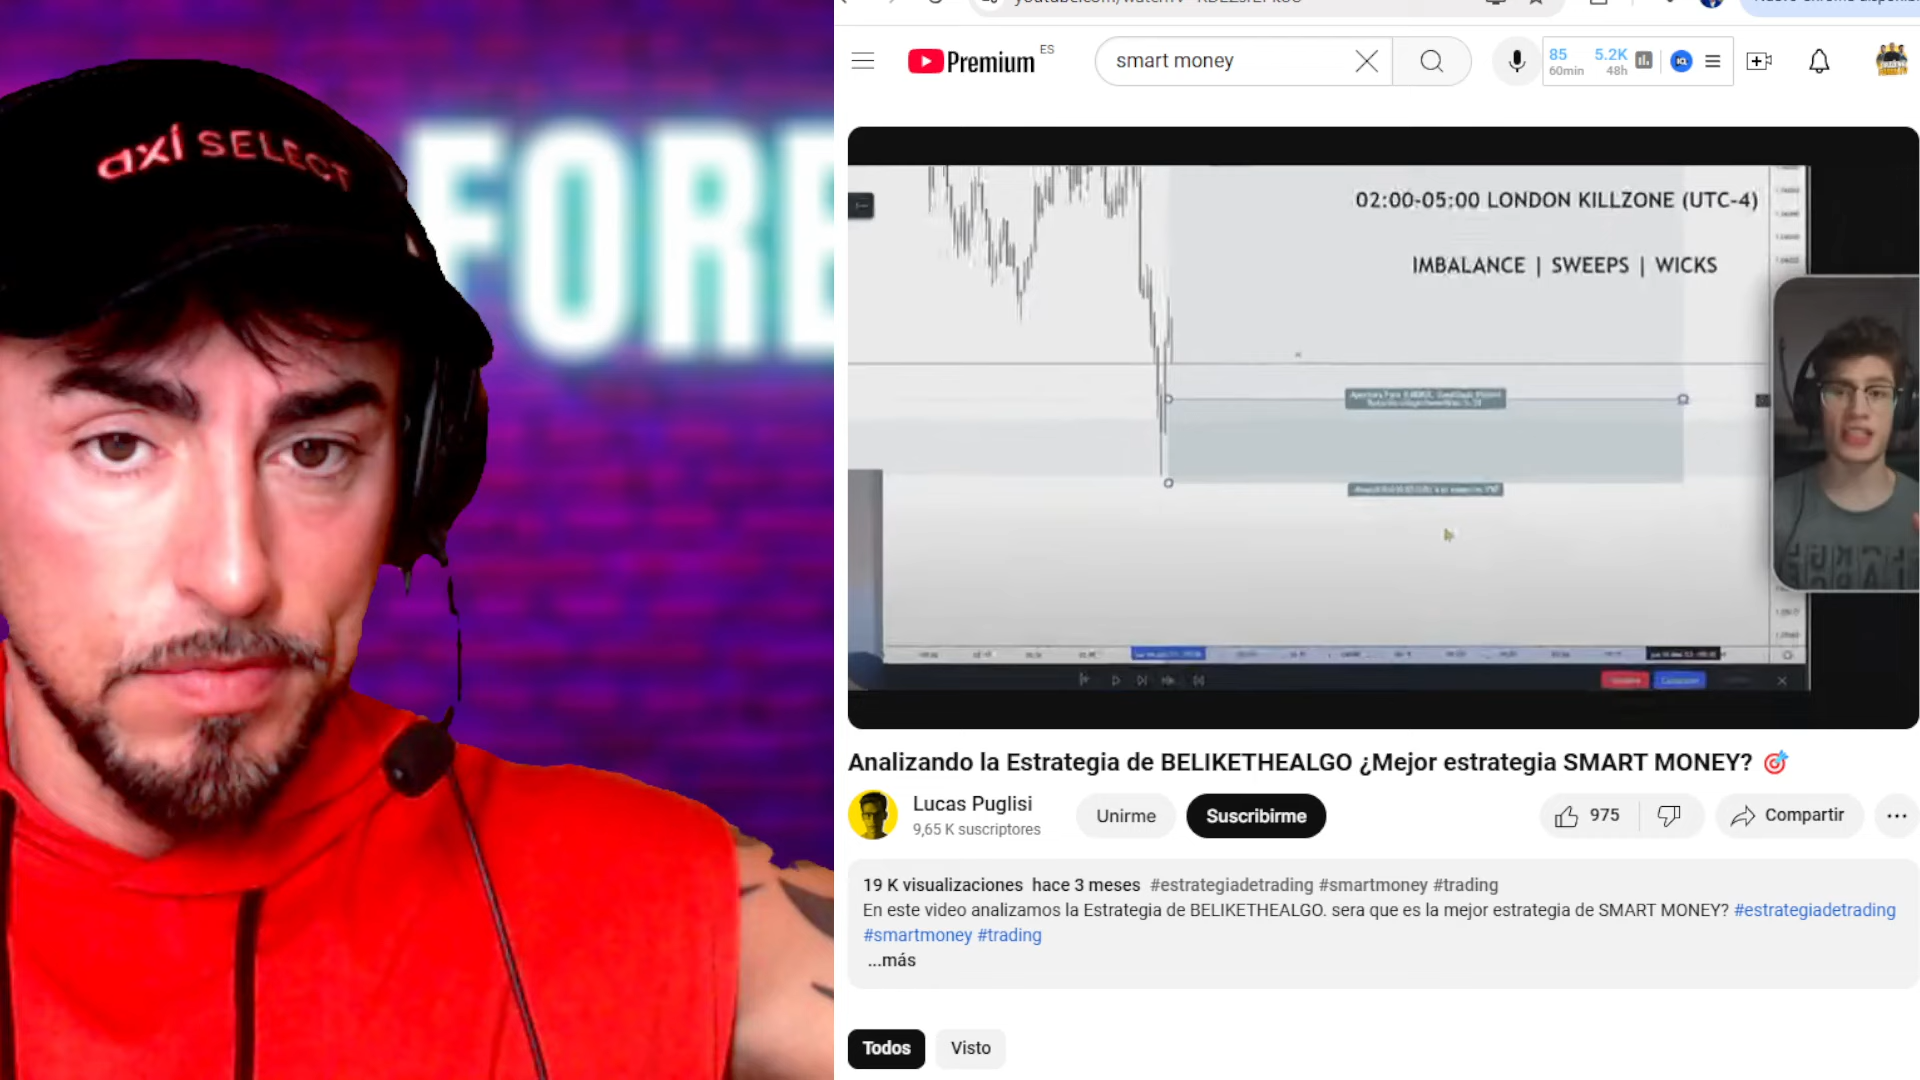 axi SELECT
FORE
Premium
ES
smart money
85
60min
5.2K
48h
02:00-05:00 LONDON KILLZONE (UTC-4)
IMBALANCE | SWEEPS | WICKS
Analizando la Estrategia de BELIKETHEALGO ¿Mejor estrategia SMART MONEY? 🎯
Lucas Puglisi
9,65 K suscriptores
Unirme
Suscribirme
975
Compartir
19 K visualizaciones hace 3 meses #estrategiadetrading #smartmoney #trading
En este video analizamos la Estrategia de BELIKETHEALGO. sera que es la mejor estrategia de SMART MONEY? #estrategiadetrading
#smartmoney #trading
...más
Todos
Visto